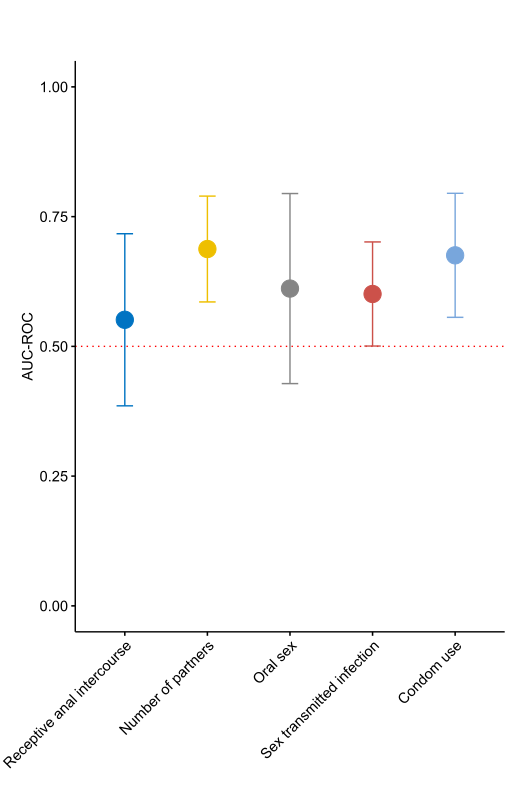 1.00
0.75
0.50
0.25
0.00
AUC-ROC
Receptive anal intercourse
Number of partners
Oral sex
Sex transmitted infection
Condom use